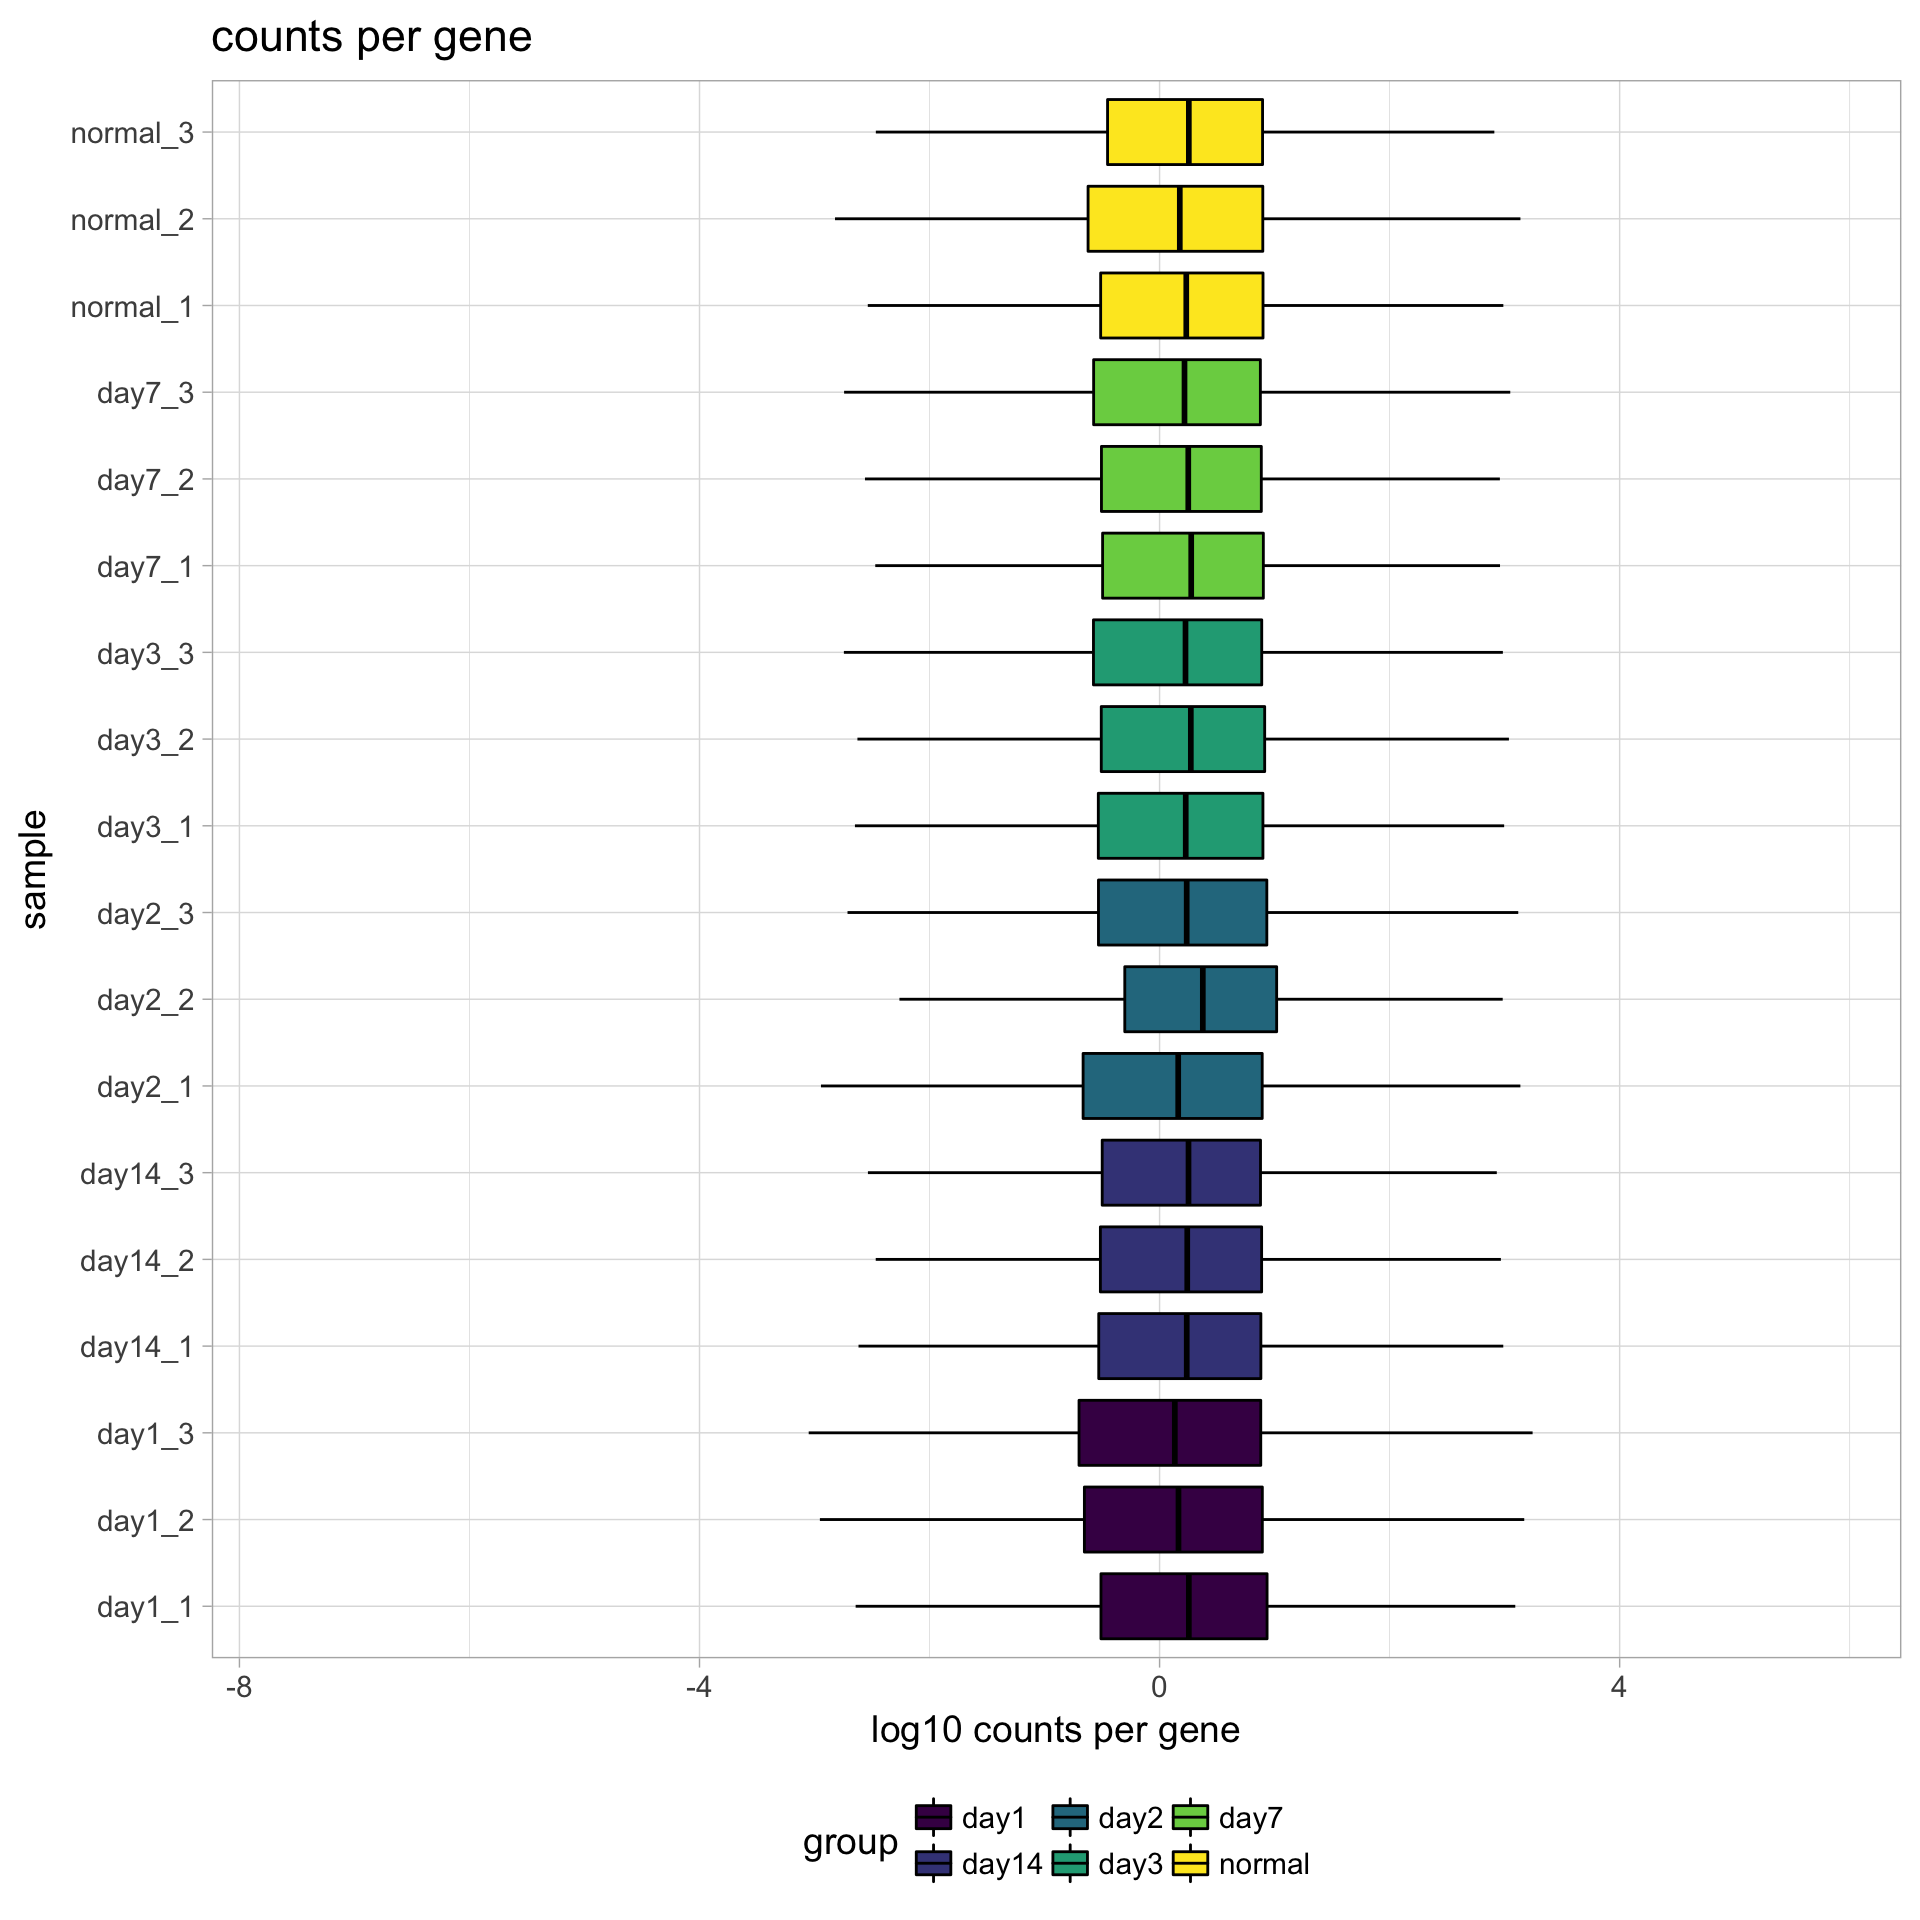 counts per gene
normal_3
normal_2
normal_1
day7_3
day7_2
day7_1
day3_3
day3_2
day3_1
day2_3
day2_2
day2_1
day14_3
day14_2
day14_1
day1_3
day1_2
day1_1
sample
-8 -4 0 4
log10 counts per gene
group
day1 day2 day7
day14 day3 normal